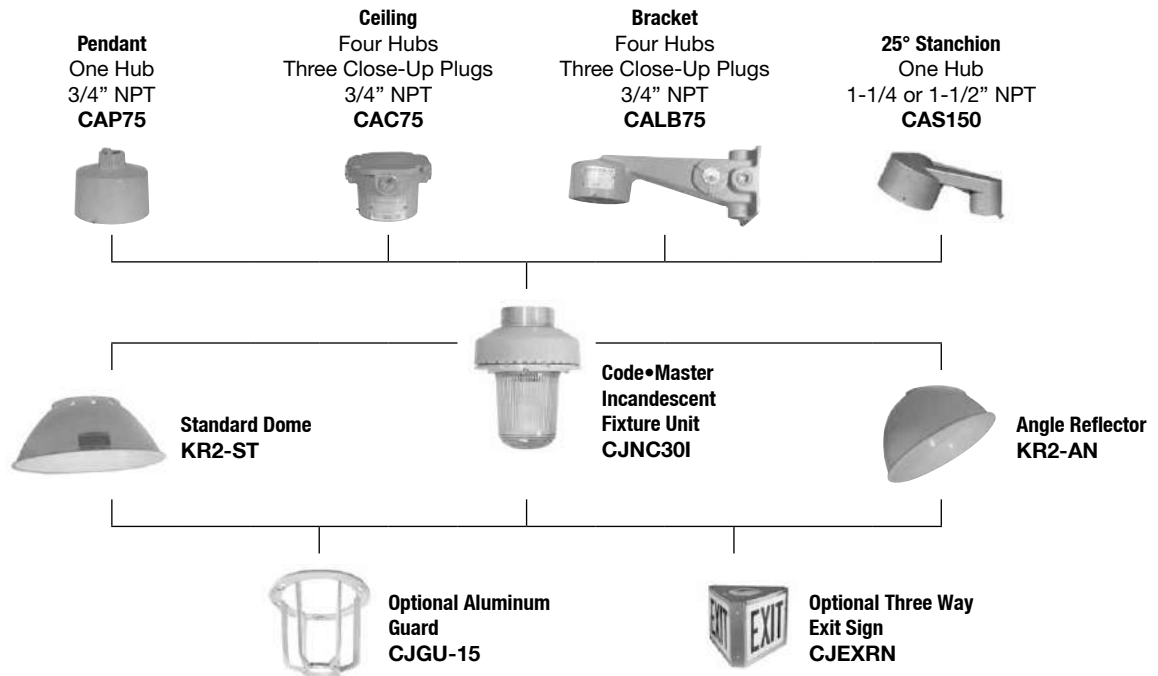 Pendant
One Hub
3/4” NPT
CAP75
Ceiling
Four Hubs
Three Close-Up Plugs
3/4” NPT
CAC75
Bracket
Four Hubs
Three Close-Up Plugs
3/4” NPT
CALB75
25° Stanchion
One Hub
1-1/4 or 1-1/2” NPT
CAS150
Code•Master
Incandescent
Fixture Unit
CJNC30I
Standard Dome
KR2-ST
Angle Reflector
KR2-AN
Optional Aluminum
Guard
CJGU-15
EXIT
EXIT
Optional Three Way
Exit Sign
CJEXRN